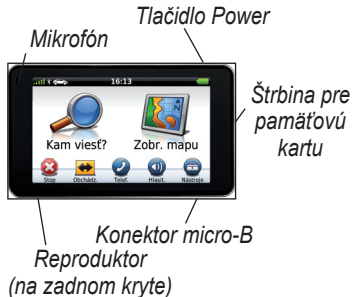 Tlačidlo Power
Mikrofón
16:13
Štrbina pre
pamäťovú
kartu
Kam viesť?
Zobr. mapu
Stop
Obchádz.
Telef.
Hlasit.
Nástroje
Konektor micro-B
Reproduktor
(na zadnom kryte)